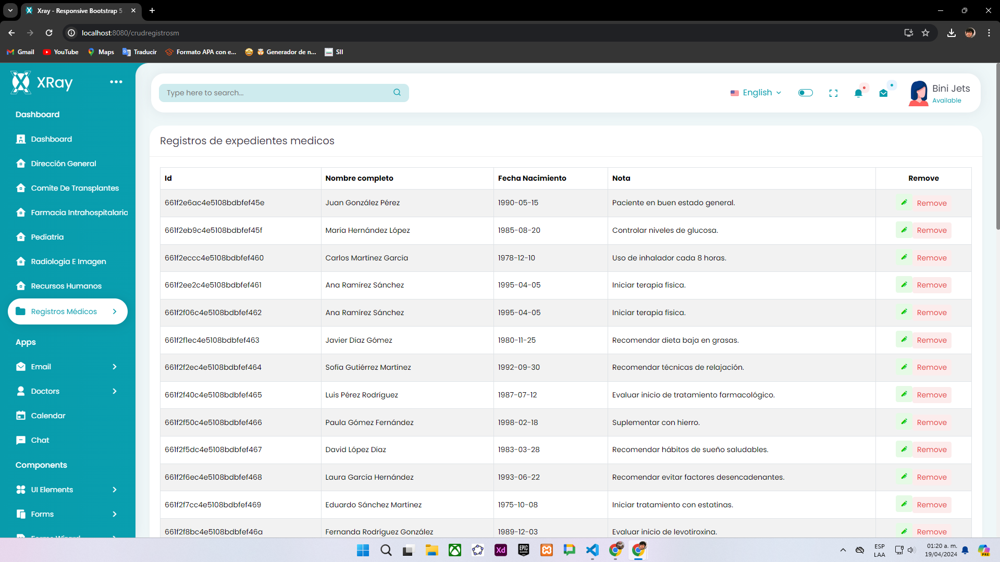 Xray - Responsive Bootstrap 5
localhost:8080/crudregistrosm
Gmail
YouTube
Maps
Traducir
Formato APA con e...
Generador de n...
SII
XRay
Type here to search...
English
Bini Jets
Available
Dashboard
Dashboard
Dirección General
Comite De Transplantes
Farmacia Intrahospitalaria
Pediatria
Radiologia E Imagen
Recursos Humanos
Registros Médicos
Apps
Email
Doctors
Calendar
Chat
Components
UI Elements
Forms
Forms Wizard
Registros de expedientes medicos
Id Nombre completo Fecha Nacimiento Nota Remove
661f2e6ac4e5108bdbfef45e Juan González Pérez 1990-05-15 Paciente en buen estado general. Remove
661f2eb9c4e5108bdbfef45f María Hernández López 1985-08-20 Controlar niveles de glucosa. Remove
661f2eccc4e5108bdbfef460 Carlos Martínez García 1978-12-10 Uso de inhalador cada 8 horas. Remove
661f2ee2c4e5108bdbfef461 Ana Ramírez Sánchez 1995-04-05 Iniciar terapia física. Remove
661f2f06c4e5108bdbfef462 Ana Ramírez Sánchez 1995-04-05 Iniciar terapia física. Remove
661f2f1ec4e5108bdbfef463 Javier Díaz Gómez 1980-11-25 Recomendar dieta baja en grasas. Remove
661f2f2ec4e5108bdbfef464 Sofía Gutiérrez Martínez 1992-09-30 Recomendar técnicas de relajación. Remove
661f2f40c4e5108bdbfef465 Luis Pérez Rodríguez 1987-07-12 Evaluar inicio de tratamiento farmacológico. Remove
661f2f50c4e5108bdbfef466 Paula Gómez Fernández 1998-02-18 Suplementar con hierro. Remove
661f2f5dc4e5108bdbfef467 David López Díaz 1983-03-28 Recomendar hábitos de sueño saludables. Remove
661f2f6ec4e5108bdbfef468 Laura García Hernández 1993-06-22 Recomendar evitar factores desencadenantes. Remove
661f2f7cc4e5108bdbfef469 Eduardo Sánchez Martínez 1975-10-08 Iniciar tratamiento con estatinas. Remove
661f2f8bc4e5108bdbfef46a Fernanda Rodríguez González 1989-12-03 Evaluar inicio de levotiroxina. Remove
Xd
EPIC GAMES
ESP
LAA
01:20 a. m.
19/04/2024
PRE